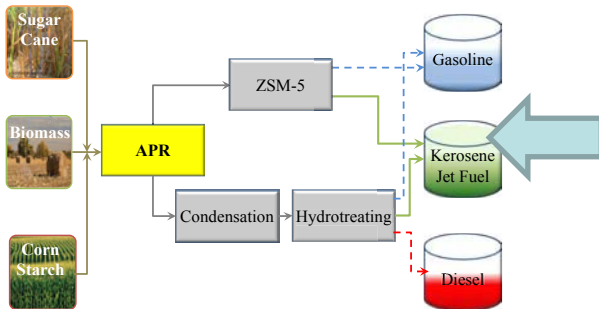 Sugar
Cane
Gasoline
ZSM-5
Biomass
APR
Kerosene
Jet Fuel
Condensation
Hydrotreating
Corn
Starch
Diesel